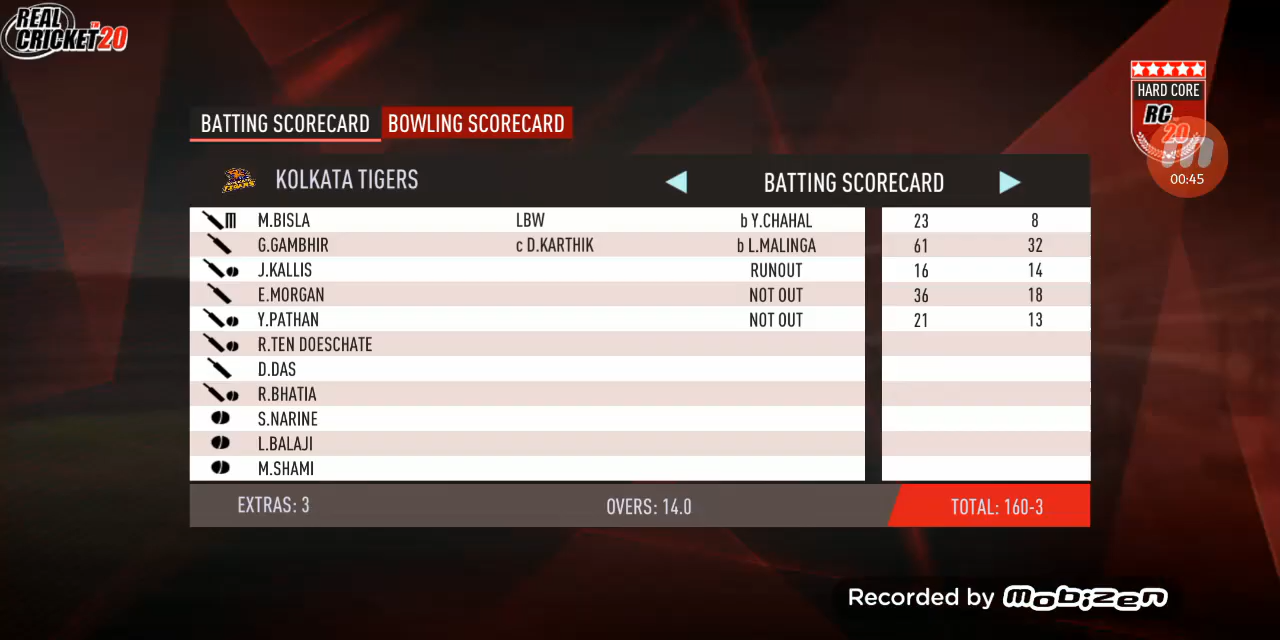 REAL
CRICKET™20
HARD CORE
RC
20
00:45
BATTING SCORECARD BOWLING SCORECARD
KOLKATA TIGERS BATTING SCORECARD
M.BISLA LBW b Y.CHAHAL 23 8
G.GAMBHIR c D.KARTHIK b L.MALINGA 61 32
J.KALLIS RUNOUT 16 14
E.MORGAN NOT OUT 36 18
Y.PATHAN NOT OUT 21 13
R.TEN DOESCHATE
D.DAS
R.BHATIA
S.NARINE
L.BALAJI
M.SHAMI
EXTRAS: 3 OVERS: 14.0 TOTAL: 160-3
Recorded by mobizen